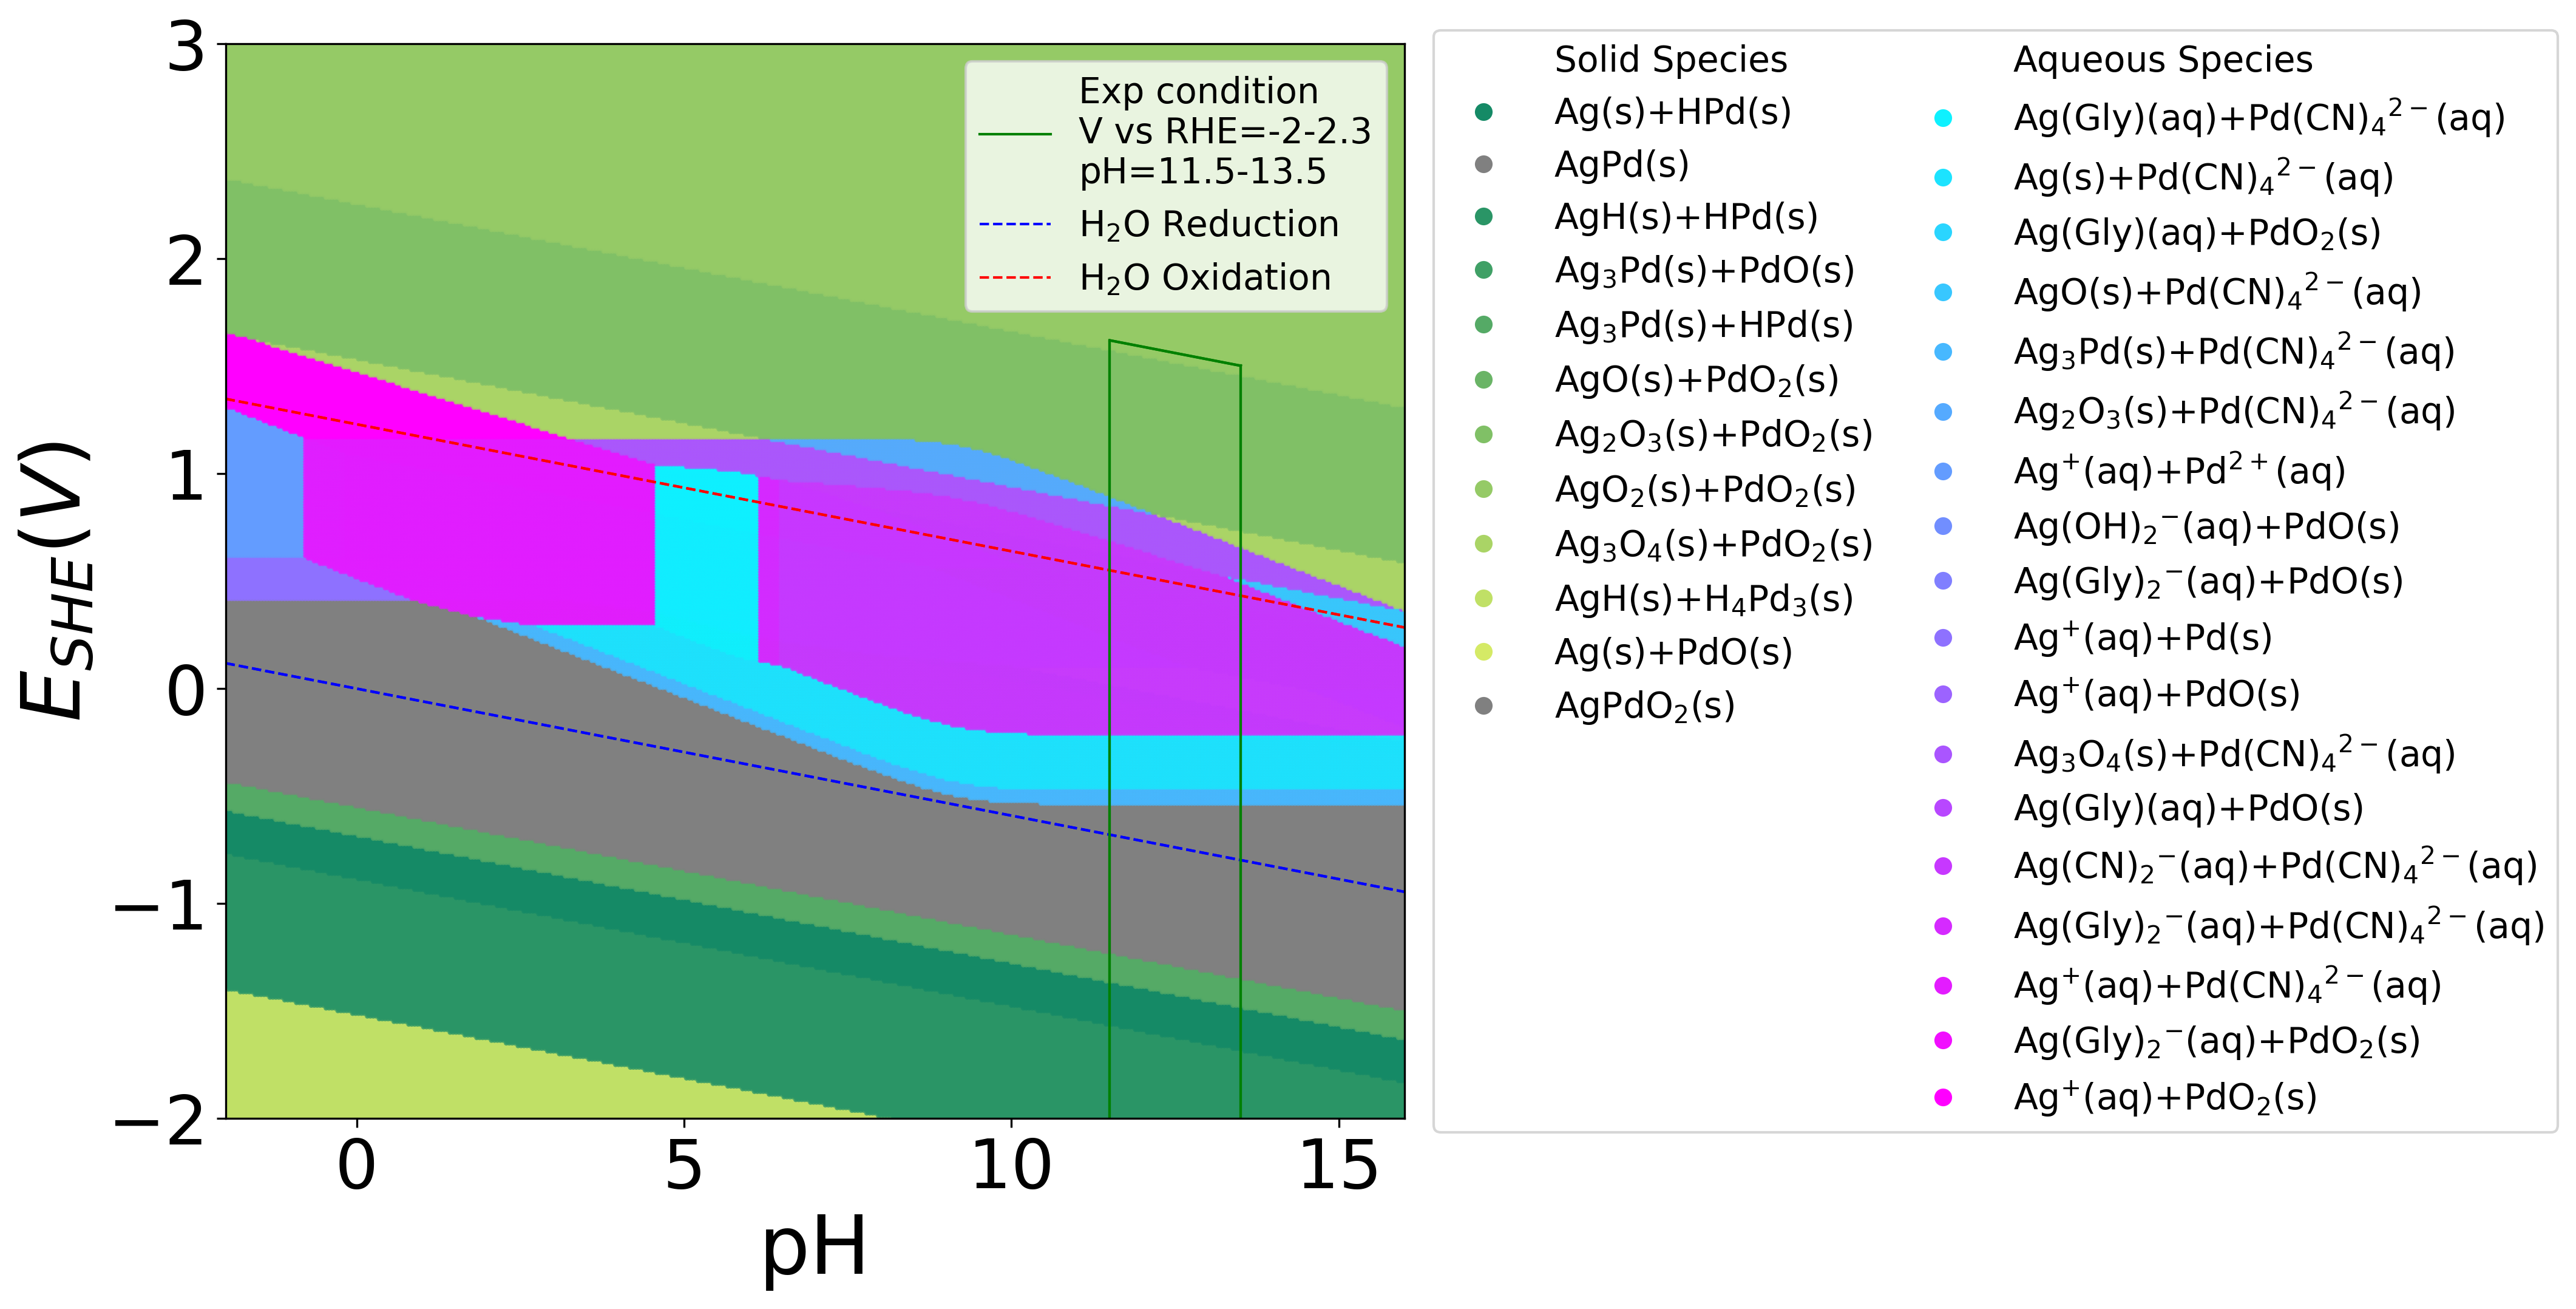 3
2
1
0
−1
−2
E_SHE(V)
0
5
10
15
pH
Exp condition
V vs RHE=-2-2.3
pH=11.5-13.5
H₂O Reduction
H₂O Oxidation
Solid Species
Ag(s)+HPd(s)
AgPd(s)
AgH(s)+HPd(s)
Ag₃Pd(s)+PdO(s)
Ag₃Pd(s)+HPd(s)
AgO(s)+PdO₂(s)
Ag₂O₃(s)+PdO₂(s)
AgO₂(s)+PdO₂(s)
Ag₃O₄(s)+PdO₂(s)
AgH(s)+H₄Pd₃(s)
Ag(s)+PdO(s)
AgPdO₂(s)
Aqueous Species
Ag(Gly)(aq)+Pd(CN)₄²⁻(aq)
Ag(s)+Pd(CN)₄²⁻(aq)
Ag(Gly)(aq)+PdO₂(s)
AgO(s)+Pd(CN)₄²⁻(aq)
Ag₃Pd(s)+Pd(CN)₄²⁻(aq)
Ag₂O₃(s)+Pd(CN)₄²⁻(aq)
Ag⁺(aq)+Pd²⁺(aq)
Ag(OH)₂⁻(aq)+PdO(s)
Ag(Gly)₂⁻(aq)+PdO(s)
Ag⁺(aq)+Pd(s)
Ag⁺(aq)+PdO(s)
Ag₃O₄(s)+Pd(CN)₄²⁻(aq)
Ag(Gly)(aq)+PdO(s)
Ag(CN)₂⁻(aq)+Pd(CN)₄²⁻(aq)
Ag(Gly)₂⁻(aq)+Pd(CN)₄²⁻(aq)
Ag⁺(aq)+Pd(CN)₄²⁻(aq)
Ag(Gly)₂⁻(aq)+PdO₂(s)
Ag⁺(aq)+PdO₂(s)